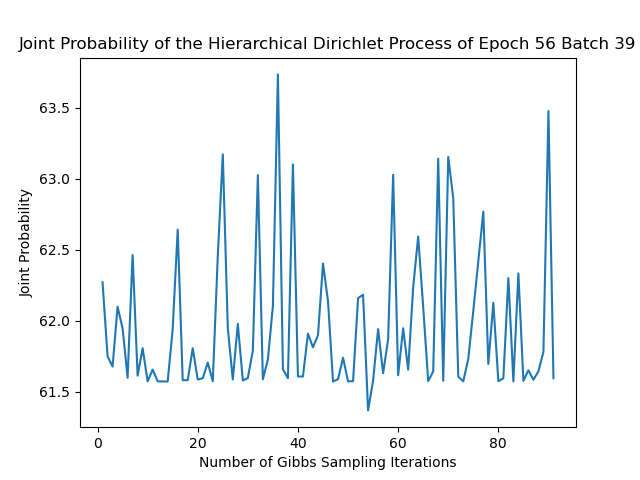 Joint Probability of the Hierarchical Dirichlet Process of Epoch 56 Batch 39
63.5
63.0
62.5
62.0
61.5
Joint Probability
0 20 40 60 80
Number of Gibbs Sampling Iterations